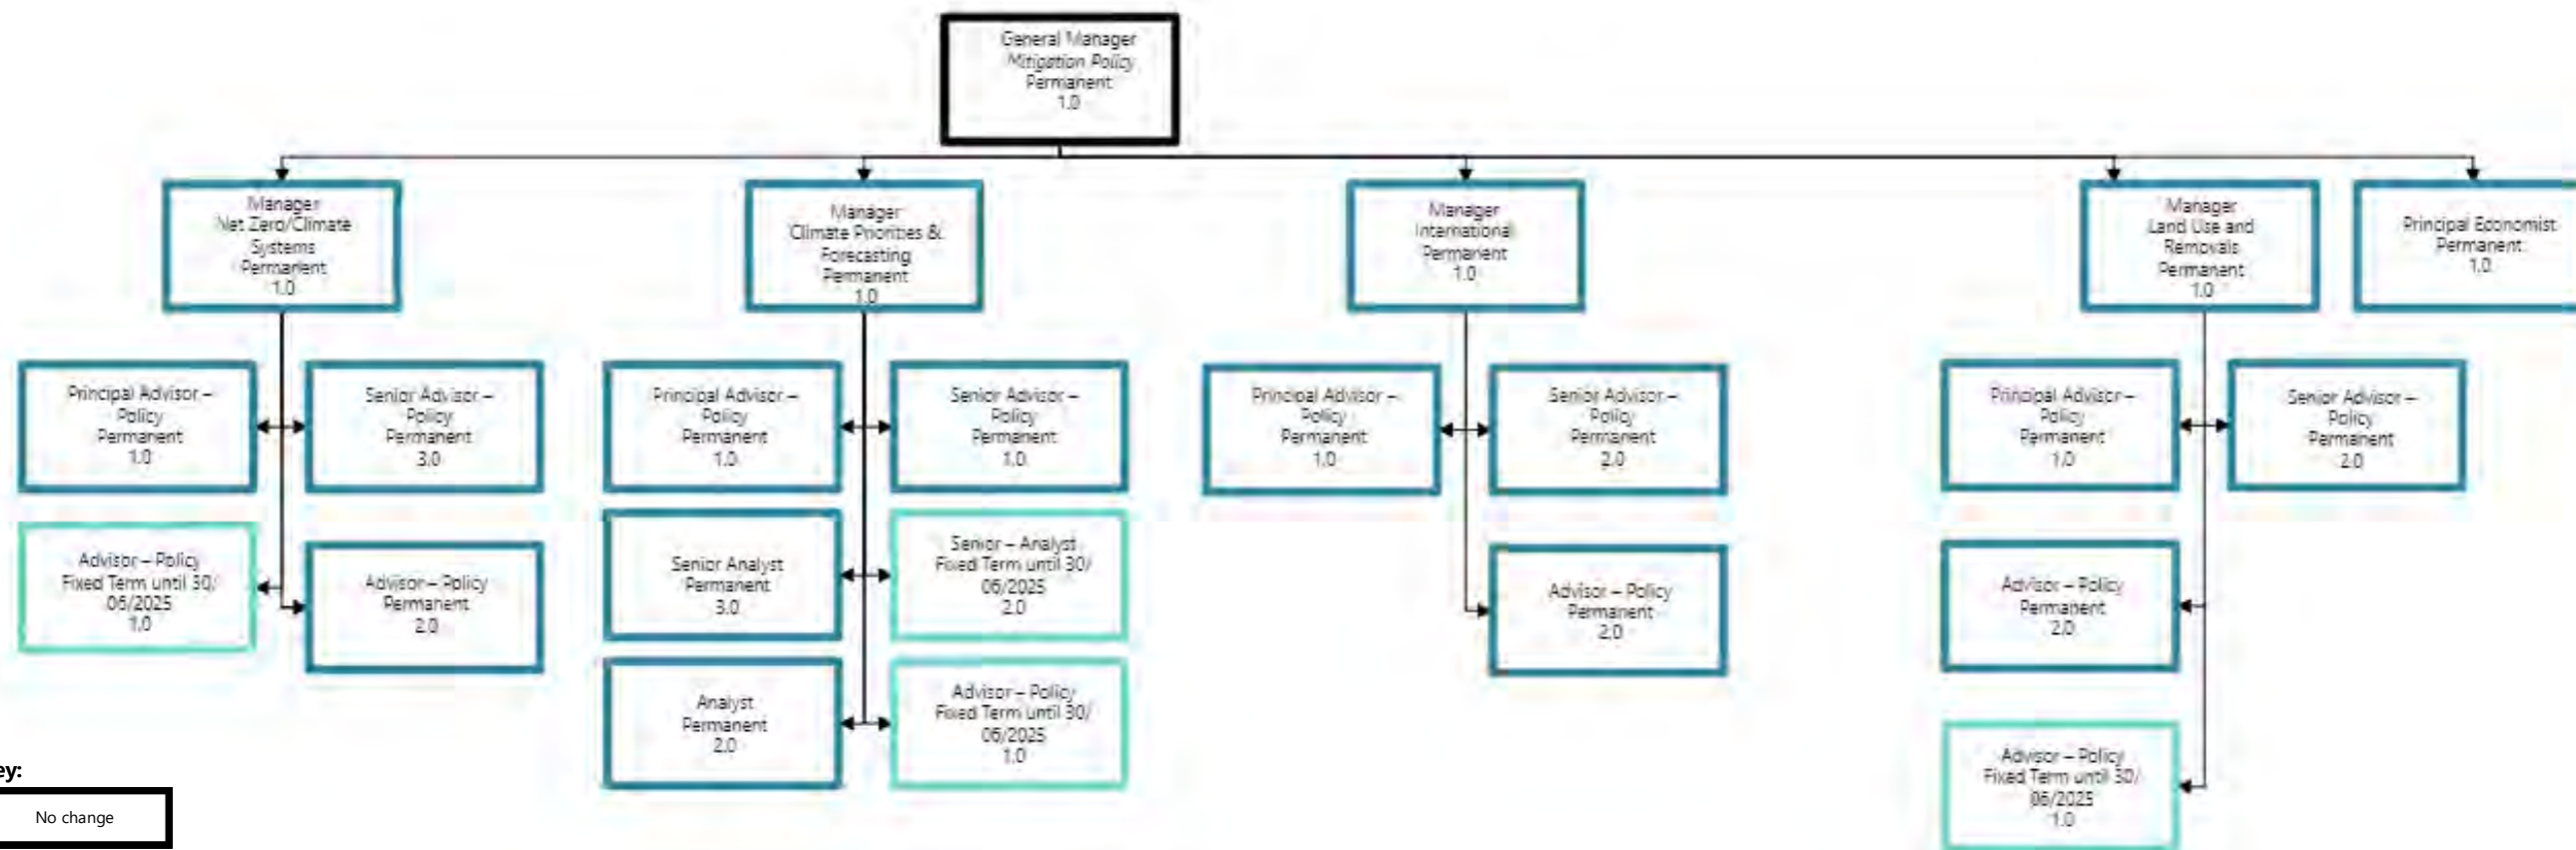 General Manager
Mitigation Policy
Permanent
1.0
Manager
Net Zero/Climate
Systems
Permanent
1.0
Manager
Climate Priorities &
Forecasting
Permanent
1.0
Manager
International
Permanent
1.0
Manager
Land Use and
Removals
Permanent
1.0
Principal Economist
Permanent
1.0
Principal Advisor –
Policy
Permanent
1.0
Senior Advisor –
Policy
Permanent
3.0
Advisor – Policy
Fixed Term until 30/
06/2025
1.0
Advisor – Policy
Permanent
2.0
Principal Advisor –
Policy
Permanent
1.0
Senior Advisor –
Policy
Permanent
1.0
Senior Analyst
Permanent
3.0
Senior – Analyst
Fixed Term until 30/
06/2025
2.0
Analyst
Permanent
2.0
Advisor – Policy
Fixed Term until 30/
06/2025
1.0
Principal Advisor –
Policy
Permanent
1.0
Senior Advisor –
Policy
Permanent
2.0
Advisor – Policy
Permanent
2.0
Principal Advisor –
Policy
Permanent
1.0
Senior Advisor –
Policy
Permanent
2.0
Advisor – Policy
Permanent
2.0
Advisor – Policy
Fixed Term until 30/
06/2025
1.0
ey:
No change